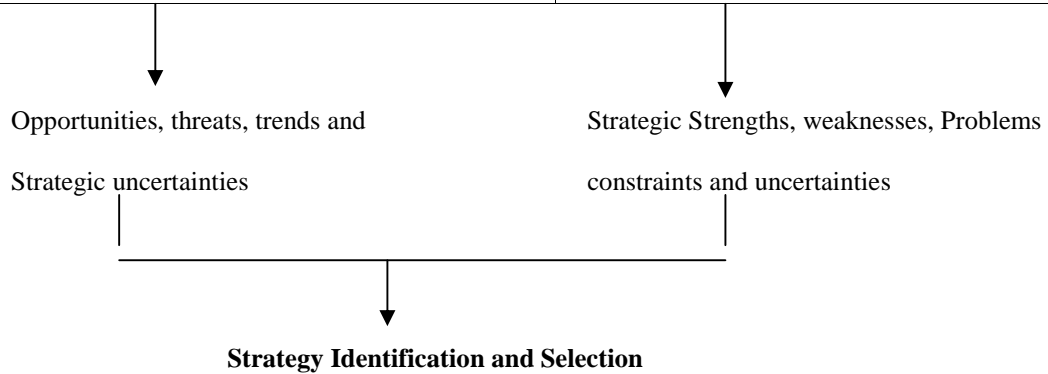 Opportunities, threats, trends and
Strategic uncertainties
Strategic Strengths, weaknesses, Problems
constraints and uncertainties
Strategy Identification and Selection